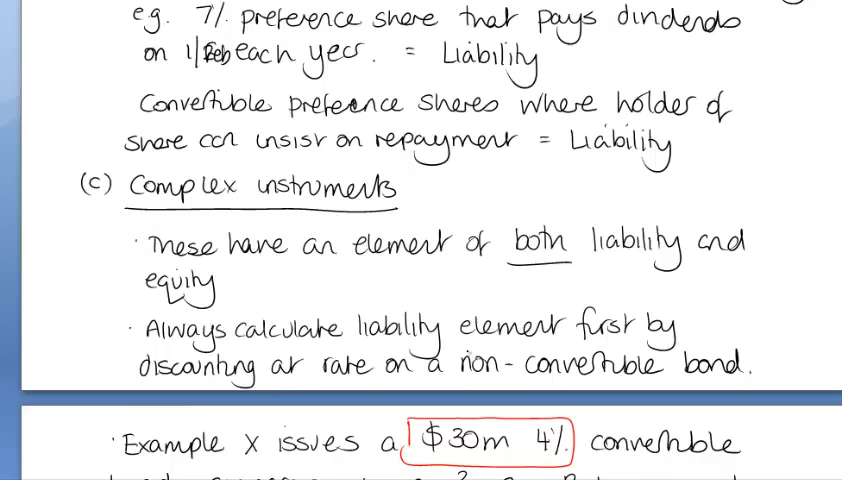 e.g. 7% preference share that pays dividends
on 1/Feb each year. = Liability
Convertible preference shares where holder of
share can insist on repayment = Liability
(c) Complex instruments
· These have an element of both liability and
equity
· Always calculate liability element first by
discounting at rate on a non-convertible bond.
· Example X issues a $30m 4% convertible